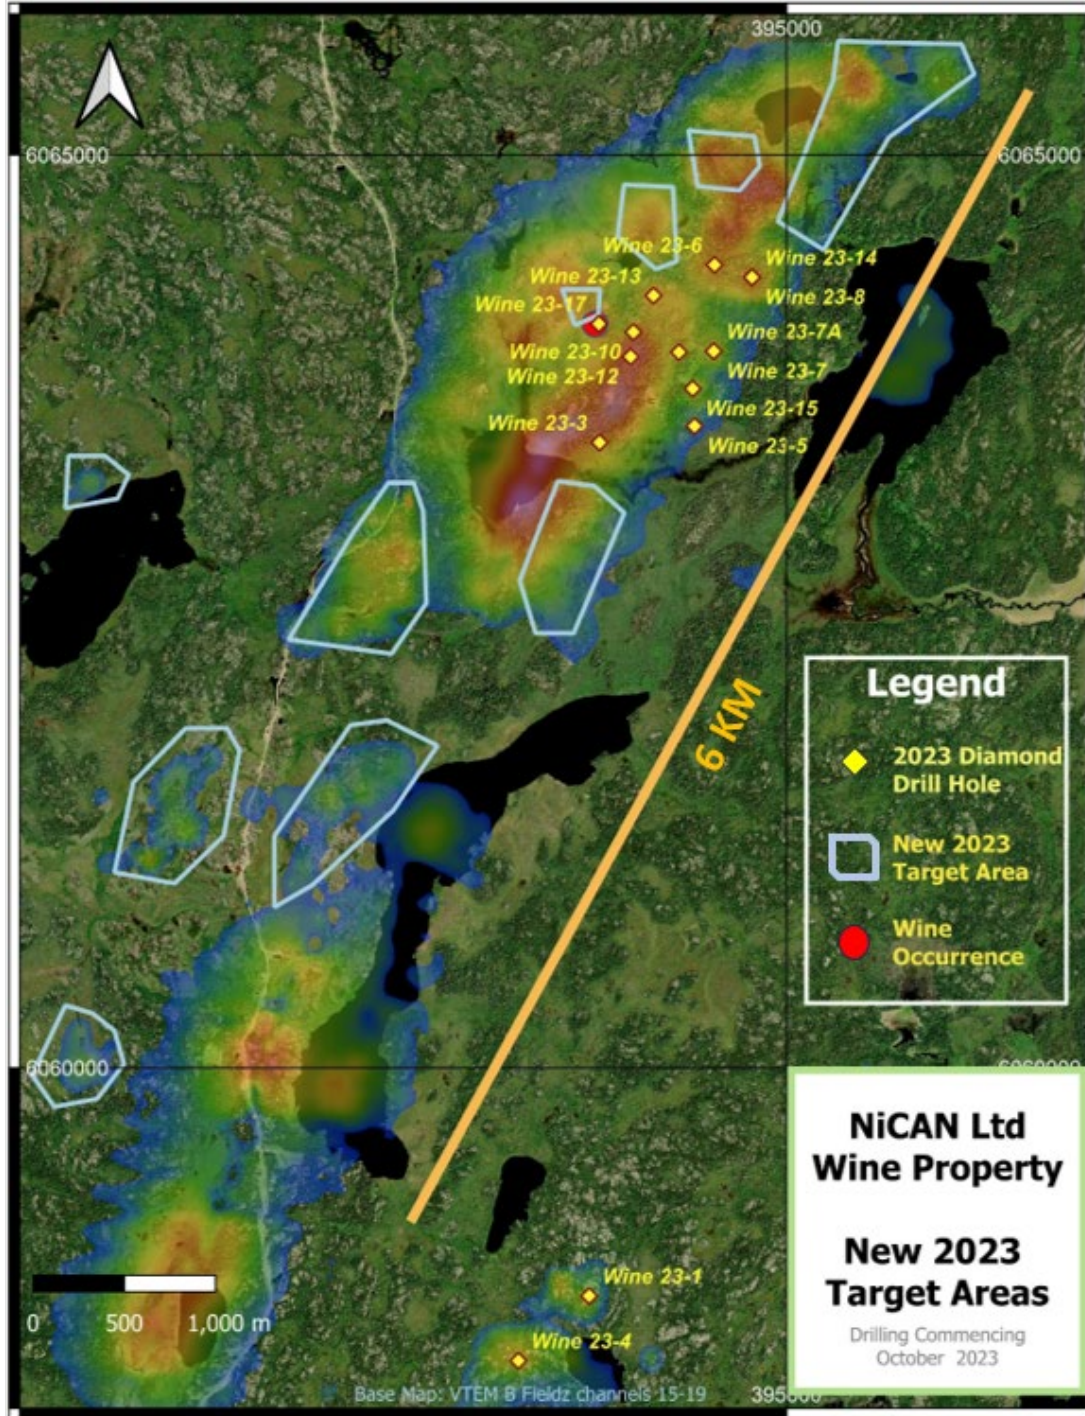 395000
6065000
6065000
Wine 23-6
Wine 23-14
Wine 23-13
Wine 23-8
Wine 23-17
Wine 23-7A
Wine 23-10
Wine 23-12
Wine 23-7
Wine 23-15
Wine 23-3
Wine 23-5
6 KM
Legend
2023 Diamond
Drill Hole
New 2023
Target Area
Wine
Occurrence
6060000
6060000
NiCAN Ltd
Wine Property
New 2023
Target Areas
Drilling Commencing
October 2023
Wine 23-1
0 500 1,000 m
Wine 23-4
Base Map: VTEM B Fieldz channels 15-19
395000